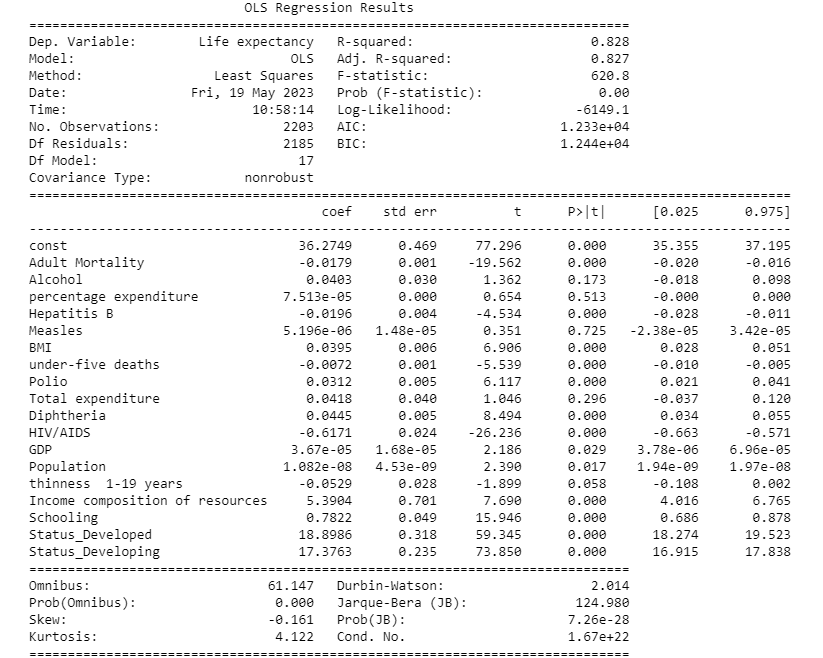 OLS Regression Results
==============================================================================
Dep. Variable: Life expectancy R-squared: 0.828
Model: OLS Adj. R-squared: 0.827
Method: Least Squares F-statistic: 620.8
Date: Fri, 19 May 2023 Prob (F-statistic): 0.00
Time: 10:58:14 Log-Likelihood: -6149.1
No. Observations: 2203 AIC: 1.233e+04
Df Residuals: 2185 BIC: 1.244e+04
Df Model: 17
Covariance Type: nonrobust
===================================================================================================
coef std err t P>|t| [0.025 0.975]
---------------------------------------------------------------------------------------------------
const 36.2749 0.469 77.296 0.000 35.355 37.195
Adult Mortality -0.0179 0.001 -19.562 0.000 -0.020 -0.016
Alcohol 0.0403 0.030 1.362 0.173 -0.018 0.098
percentage expenditure 7.513e-05 0.000 0.654 0.513 -0.000 0.000
Hepatitis B -0.0196 0.004 -4.534 0.000 -0.028 -0.011
Measles 5.196e-06 1.48e-05 0.351 0.725 -2.38e-05 3.42e-05
BMI 0.0395 0.006 6.906 0.000 0.028 0.051
under-five deaths -0.0072 0.001 -5.539 0.000 -0.010 -0.005
Polio 0.0312 0.005 6.117 0.000 0.021 0.041
Total expenditure 0.0418 0.040 1.046 0.296 -0.037 0.120
Diphtheria 0.0445 0.005 8.494 0.000 0.034 0.055
HIV/AIDS -0.6171 0.024 -26.236 0.000 -0.663 -0.571
GDP 3.67e-05 1.68e-05 2.186 0.029 3.78e-06 6.96e-05
Population 1.082e-08 4.53e-09 2.390 0.017 1.94e-09 1.97e-08
thinness  1-19 years -0.0529 0.028 -1.899 0.058 -0.108 0.002
Income composition of resources 5.3904 0.701 7.690 0.000 4.016 6.765
Schooling 0.7822 0.049 15.946 0.000 0.686 0.878
Status_Developed 18.8986 0.318 59.345 0.000 18.274 19.523
Status_Developing 17.3763 0.235 73.850 0.000 16.915 17.838
==============================================================================
Omnibus: 61.147 Durbin-Watson: 2.014
Prob(Omnibus): 0.000 Jarque-Bera (JB): 124.980
Skew: -0.161 Prob(JB): 7.26e-28
Kurtosis: 4.122 Cond. No. 1.67e+22
==============================================================================